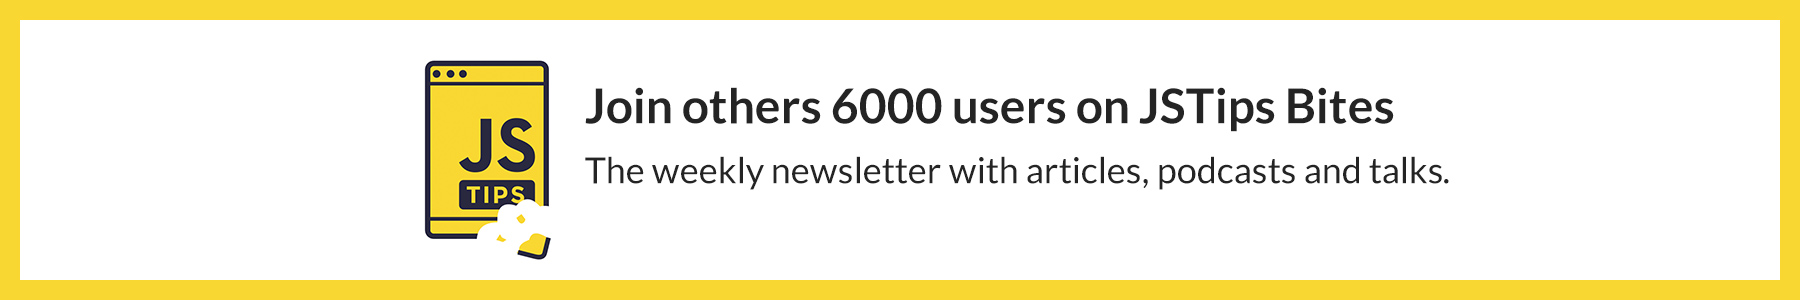 JS
TIPS
Join others 6000 users on JSTips Bites
The weekly newsletter with articles, podcasts and talks.